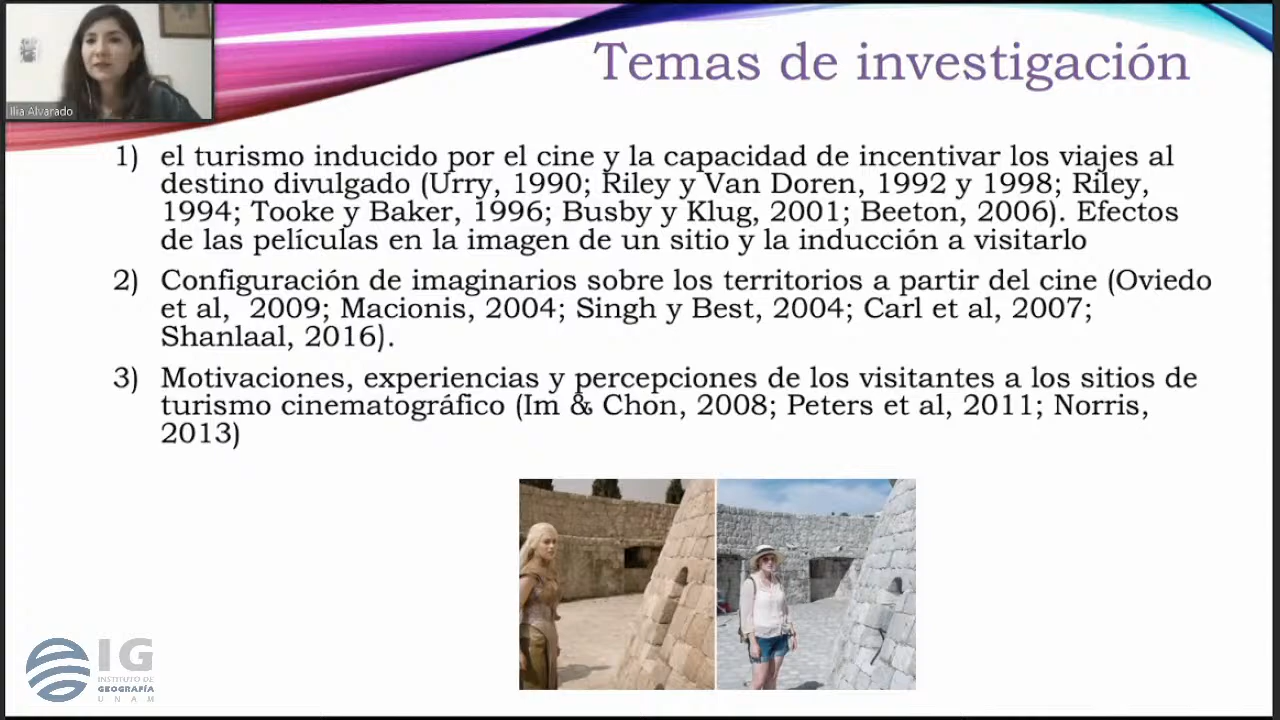 Temas de investigación
Ilia Alvarado
1) el turismo inducido por el cine y la capacidad de incentivar los viajes al
destino divulgado (Urry, 1990; Riley y Van Doren, 1992 y 1998; Riley,
1994; Tooke y Baker, 1996; Busby y Klug, 2001; Beeton, 2006). Efectos
de las películas en la imagen de un sitio y la inducción a visitarlo
2) Configuración de imaginarios sobre los territorios a partir del cine (Oviedo
et al, 2009; Macionis, 2004; Singh y Best, 2004; Carl et al, 2007;
Shanlaal, 2016).
3) Motivaciones, experiencias y percepciones de los visitantes a los sitios de
turismo cinematográfico (Im & Chon, 2008; Peters et al, 2011; Norris,
2013)
IG
INSTITUTO DE
GEOGRAFÍA
UNAM